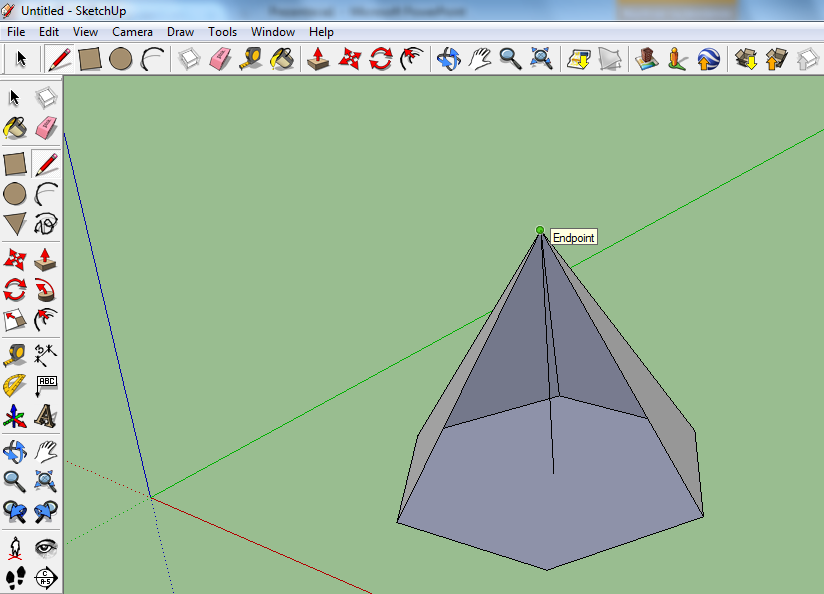 Untitled - SketchUp
File Edit View Camera Draw Tools Window Help
Endpoint
ABC